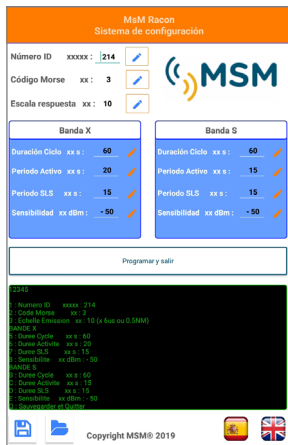 MsM Racon
Sistema de configuración
Número ID xxxxx : 214
Código Morse xx : 3
Escala respuesta xx : 10
MSM
Banda X
Duración Ciclo xx s : 60
Periodo Activo xx s : 20
Periodo SLS xx s : 15
Sensibilidad xx dBm : - 50
Banda S
Duración Ciclo xx s : 60
Periodo Activo xx s : 15
Periodo SLS xx s : 15
Sensibilidad xx dBm : - 50
Programar y salir
12345
1 : Numero ID xxxxx : 214
2 : Code Morse xx : 3
3 : Echelle Emission xx : 10 (x 6us ou 0.5NM)
BANDE X
5 : Duree Cycle xx s : 60
6 : Duree Activite xx s : 20
7 : Duree SLS xx s : 15
8 : Sensibilite xx dBm : - 50
BANDE S
B : Duree Cycle xx s : 60
C : Duree Activite xx s : 15
D : Duree SLS xx s : 15
E : Sensibilite xx dBm : - 50
Q : Sauvegarder et Quitter
Copyright MSM® 2019